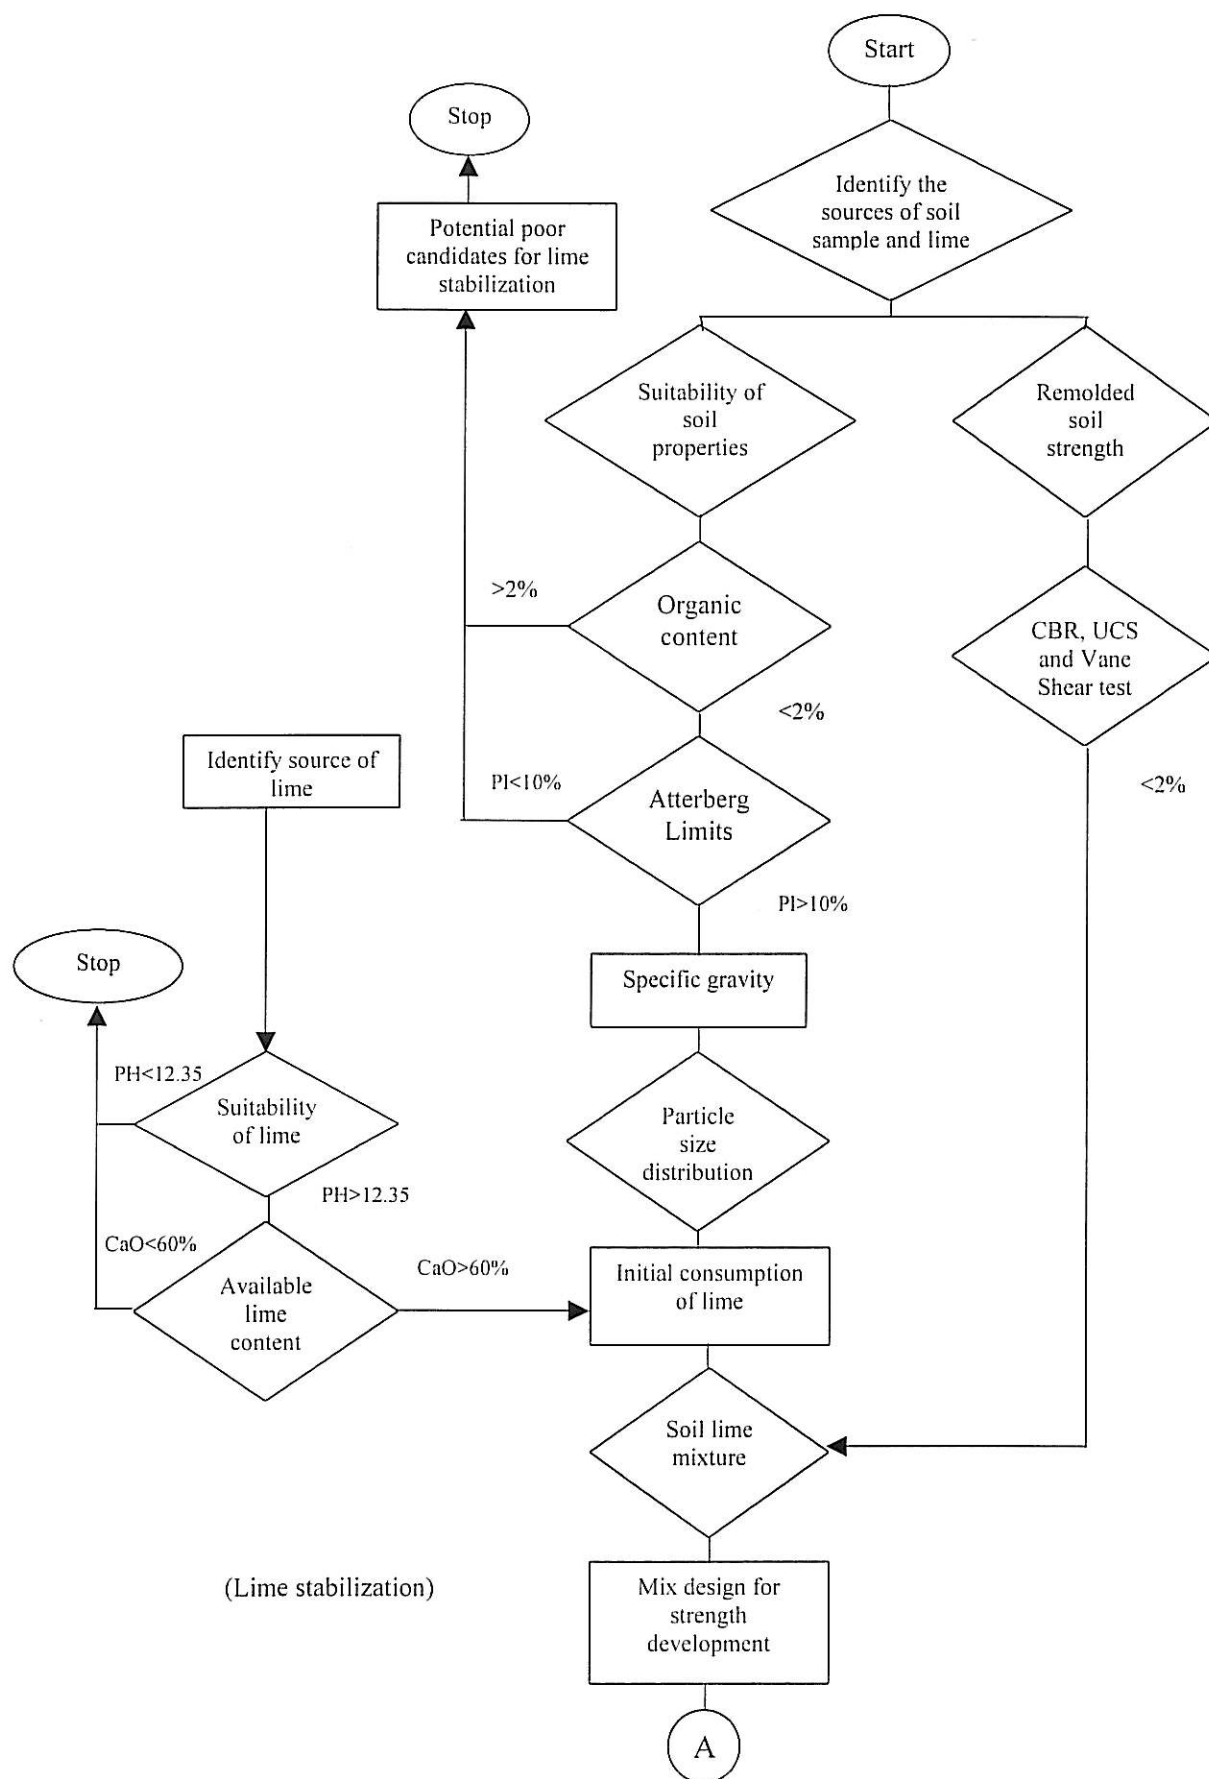 Start
Stop
Identify the
sources of soil
sample and lime
Potential poor
candidates for lime
stabilization
Suitability of
soil
properties
Remolded
soil
strength
>2%
Organic
content
CBR, UCS
and Vane
Shear test
<2%
Identify source of
lime
PI<10%
Atterberg
Limits
<2%
PI>10%
Stop
Specific gravity
PH<12.35
Suitability
of lime
Particle
size
distribution
PH>12.35
CaO<60%
Available
lime
content
CaO>60%
Initial consumption
of lime
Soil lime
mixture
(Lime stabilization)
Mix design for
strength
development
A